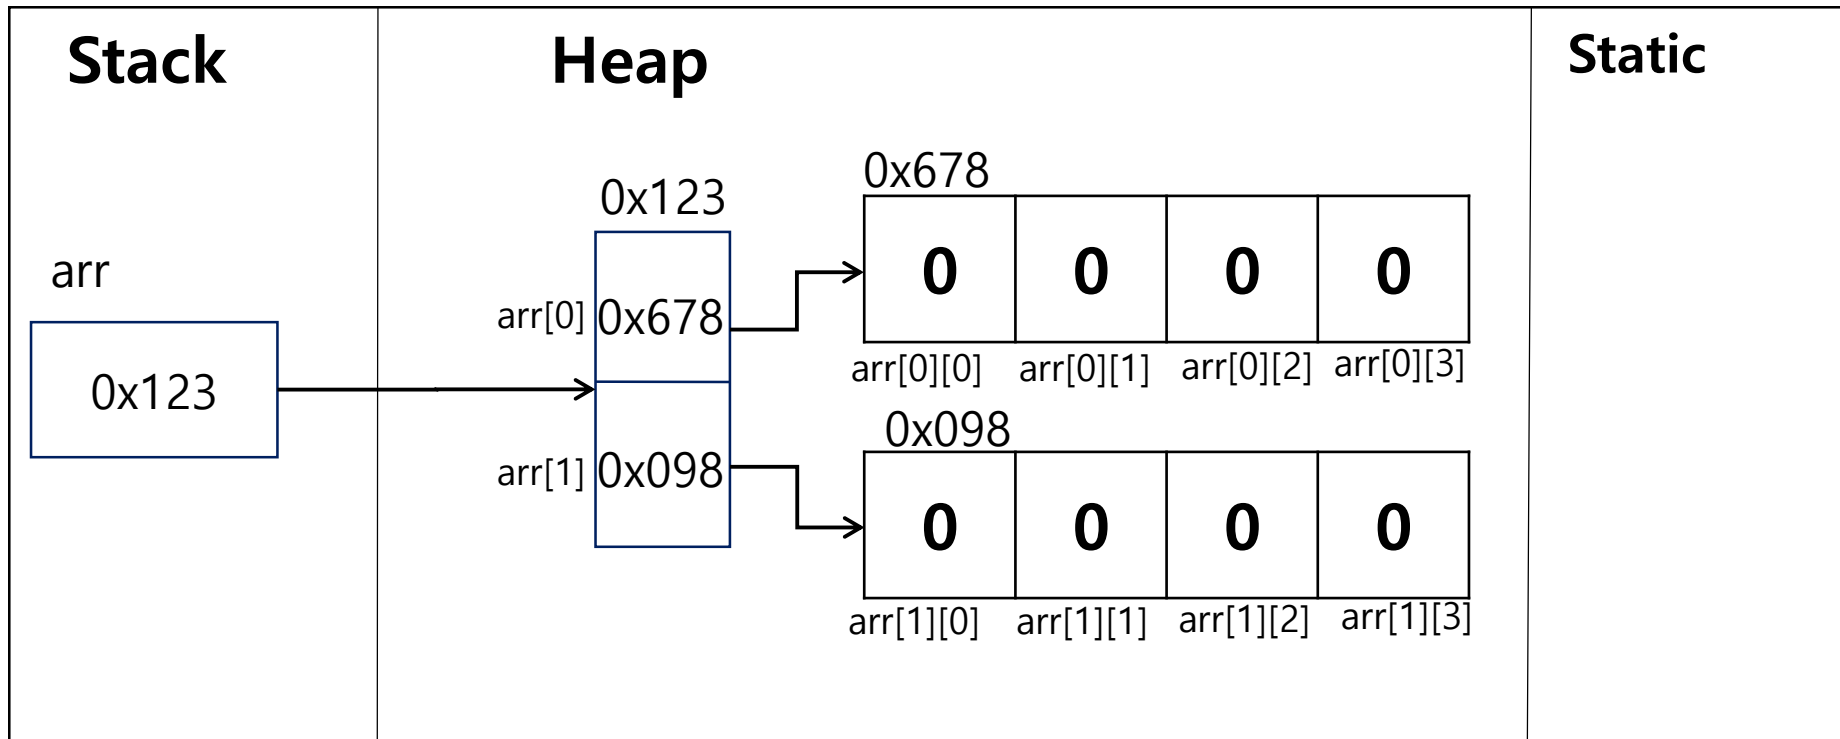 Stack
Heap
Static
arr
0x123
0x123
arr[0]
0x678
arr[1]
0x098
0x678
0 0 0 0
arr[0][0] arr[0][1] arr[0][2] arr[0][3]
0x098
0 0 0 0
arr[1][0] arr[1][1] arr[1][2] arr[1][3]